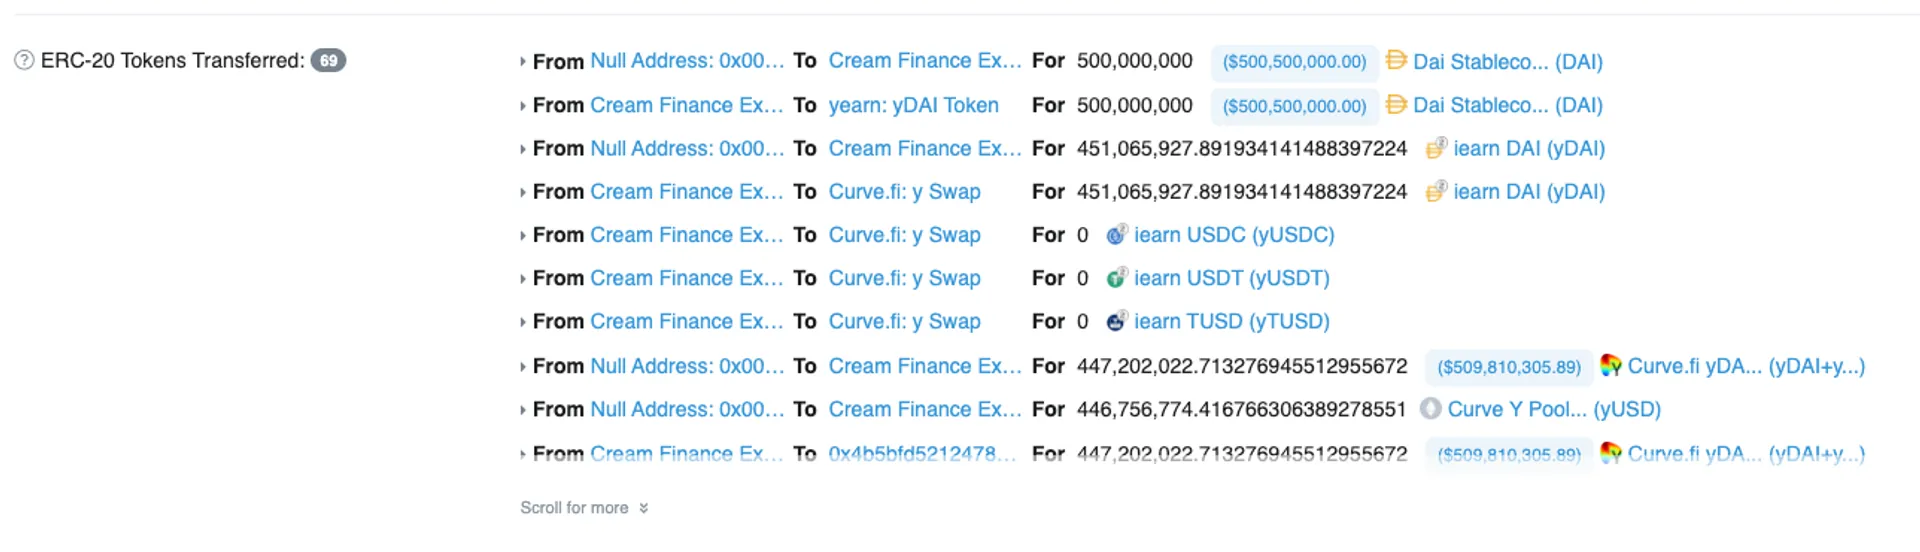 ERC-20 Tokens Transferred: 69
From Null Address: 0x00... To Cream Finance Ex... For 500,000,000 ($500,500,000.00) Dai Stableco... (DAI)
From Cream Finance Ex... To yearn: yDAI Token For 500,000,000 ($500,500,000.00) Dai Stableco... (DAI)
From Null Address: 0x00... To Cream Finance Ex... For 451,065,927.891934141488397224 iearn DAI (yDAI)
From Cream Finance Ex... To Curve.fi: y Swap For 451,065,927.891934141488397224 iearn DAI (yDAI)
From Cream Finance Ex... To Curve.fi: y Swap For 0 iearn USDC (yUSDC)
From Cream Finance Ex... To Curve.fi: y Swap For 0 iearn USDT (yUSDT)
From Cream Finance Ex... To Curve.fi: y Swap For 0 iearn TUSD (yTUSD)
From Null Address: 0x00... To Cream Finance Ex... For 447,202,022.713276945512955672 ($509,810,305.89) Curve.fi yDA... (yDAI+y...)
From Null Address: 0x00... To Cream Finance Ex... For 446,756,774.416766306389278551 Curve Y Pool... (yUSD)
From Cream Finance Ex... To 0x4b5bfd5212478... For 447,202,022.713276945512955672 ($509,810,305.89) Curve.fi yDA... (yDAI+y...)
Scroll for more